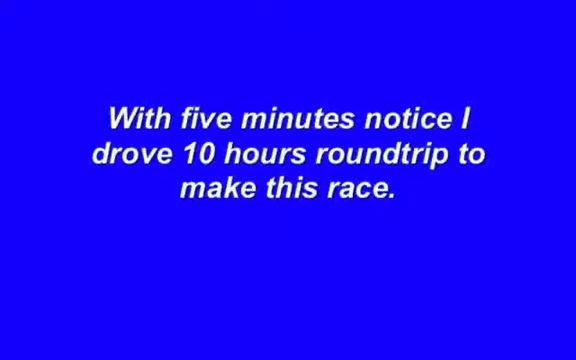 With five minutes notice I
drove 10 hours roundtrip to
make this race.